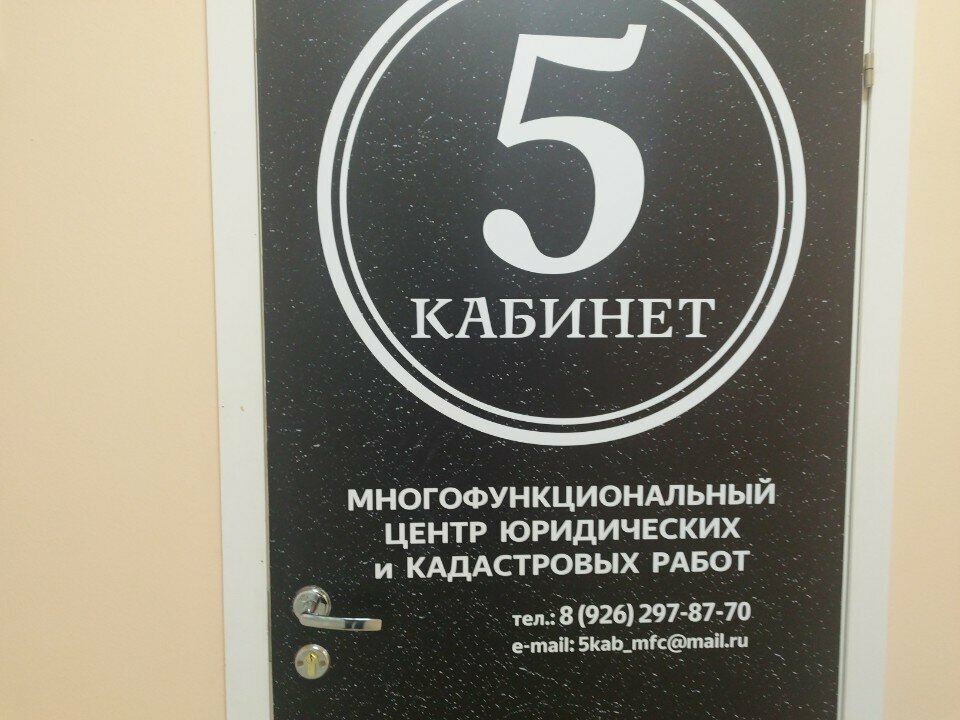 5
КАБИНЕТ
МНОГОФУНКЦИОНАЛЬНЫЙ
ЦЕНТР ЮРИДИЧЕСКИХ
и КАДАСТРОВЫХ РАБОТ
тел.: 8 (926) 297-87-70
e-mail: 5kab_mfc@mail.ru